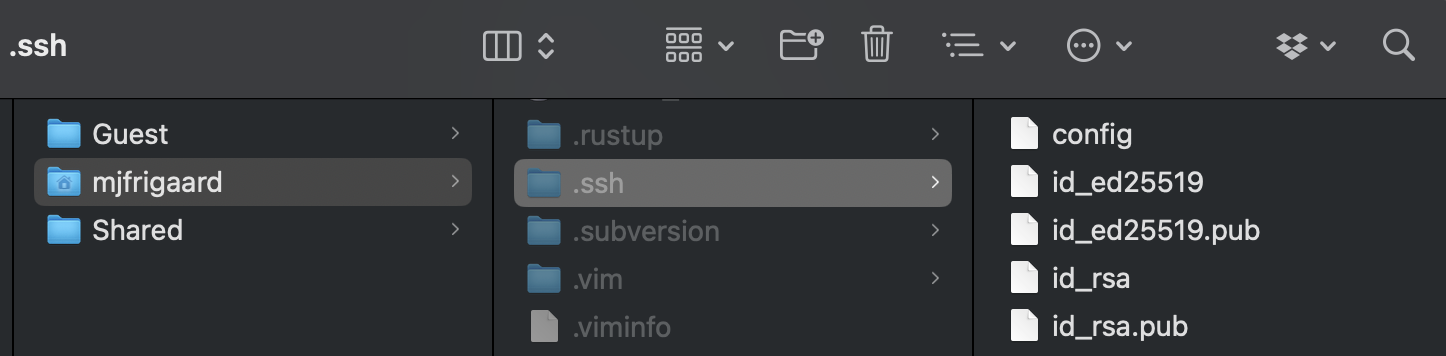 .ssh
Guest
mjfrigaard
Shared
.rustup
.ssh
.subversion
.vim
.viminfo
config
id_ed25519
id_ed25519.pub
id_rsa
id_rsa.pub